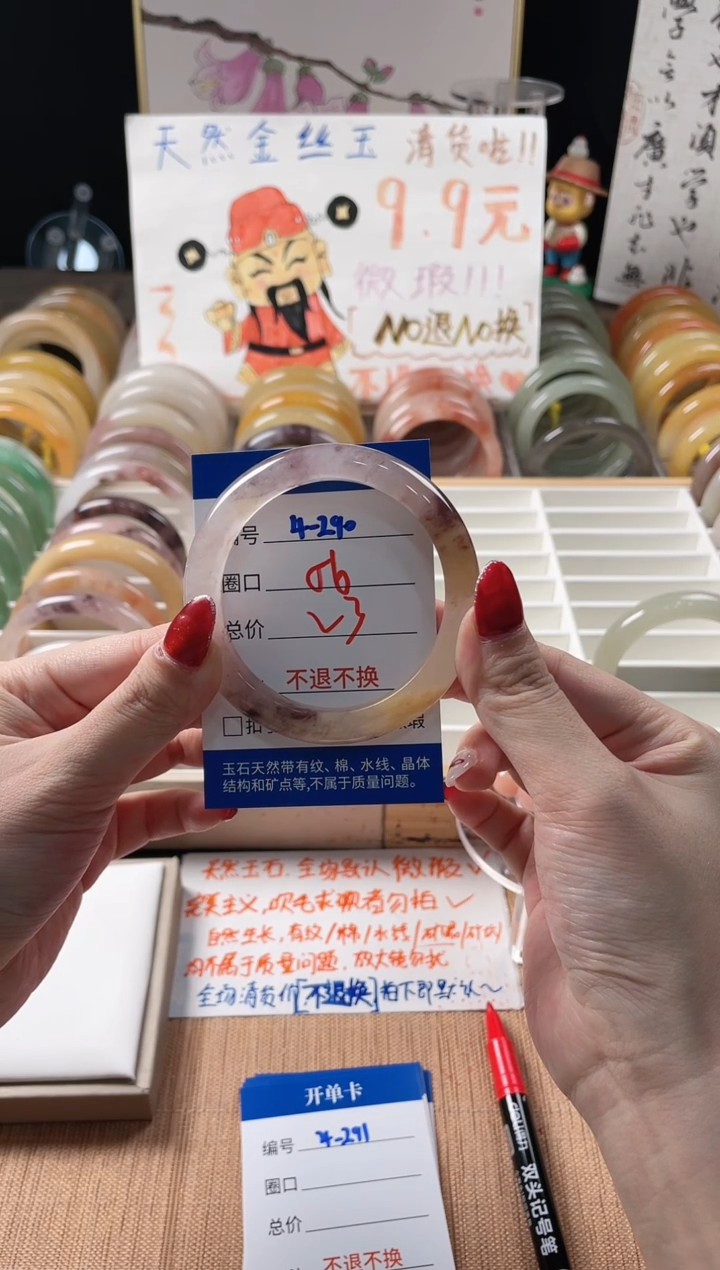 天然金丝玉 清货啦!!
9.9元
微瑕!!!
NO退NO换
号 4-290
圈口 56
总价
不退不换
玉石天然带有纹、棉、水线、晶体
结构和矿点等,不属于质量问题。
天然玉石.全场默认微瑕
完美主义,吹毛求疵者勿拍
自然生长,有纹/棉/水线/
均不属于质量问题.放大镜勿扰
全场清货价[不退换]拍下即默认~
开单卡
编号 4-291
圈口
总价
不退不换
双头记号笔